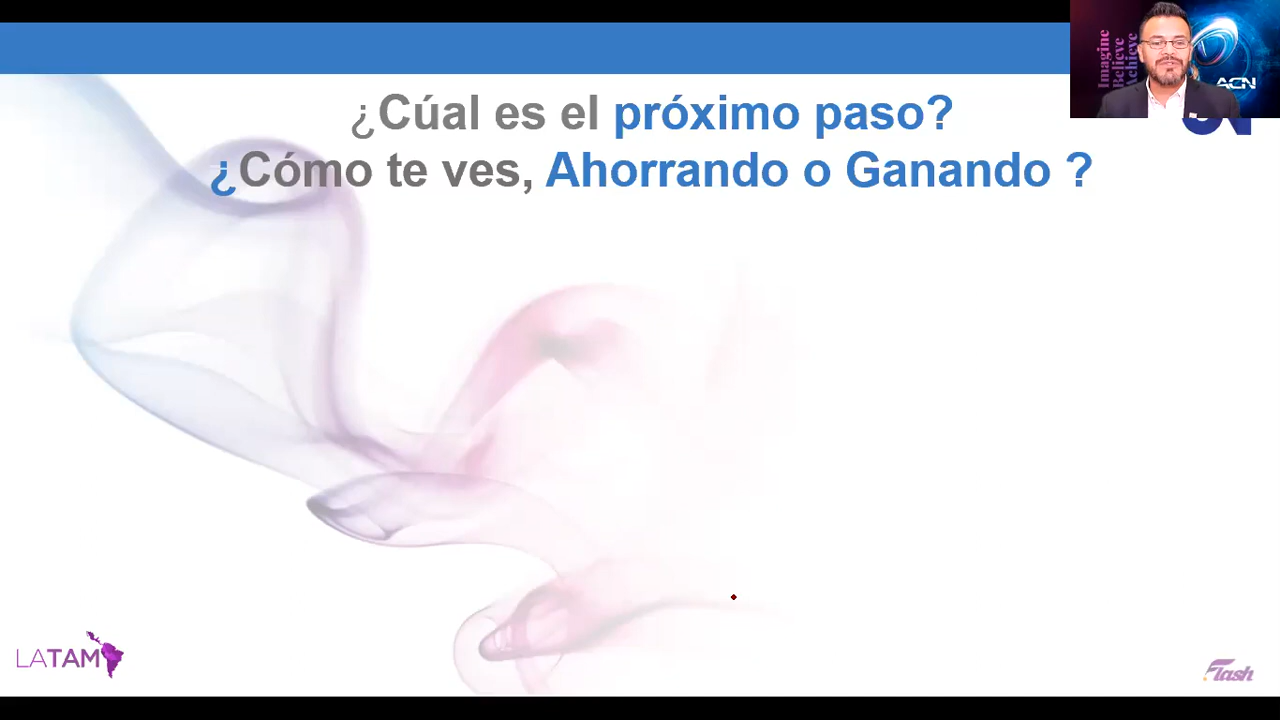 ¿Cúal es el próximo paso?
¿Cómo te ves, Ahorrando o Ganando ?
Imagine
Believe
Achieve
ACN
LATAM
Flash